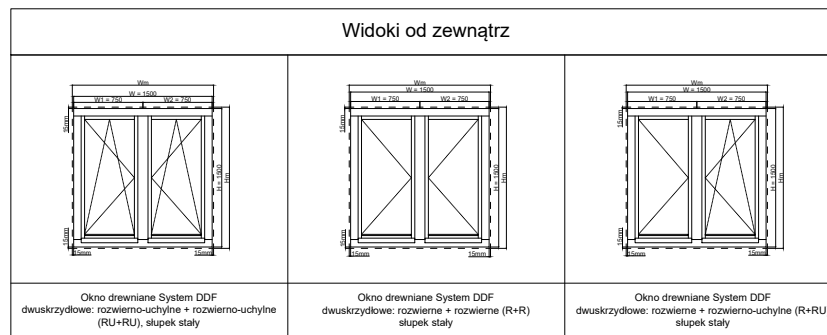 Widoki od zewnątrz
Wm
W = 1500
W1 = 750
W2 = 750
15mm
H = 1500
Hm
15mm
15mm
15mm
Wm
W = 1500
W1 = 750
W2 = 750
15mm
H = 1500
Hm
15mm
15mm
15mm
Wm
W = 1500
W1 = 750
W2 = 750
15mm
H = 1500
Hm
15mm
15mm
15mm
Okno drewniane System DDF
dwuskrzydłowe: rozwierno-uchylne + rozwierno-uchylne
(RU+RU), słupek stały
Okno drewniane System DDF
dwuskrzydłowe: rozwierne + rozwierne (R+R)
słupek stały
Okno drewniane System DDF
dwuskrzydłowe: rozwierne + rozwierno-uchylne (R+RU
słupek stały